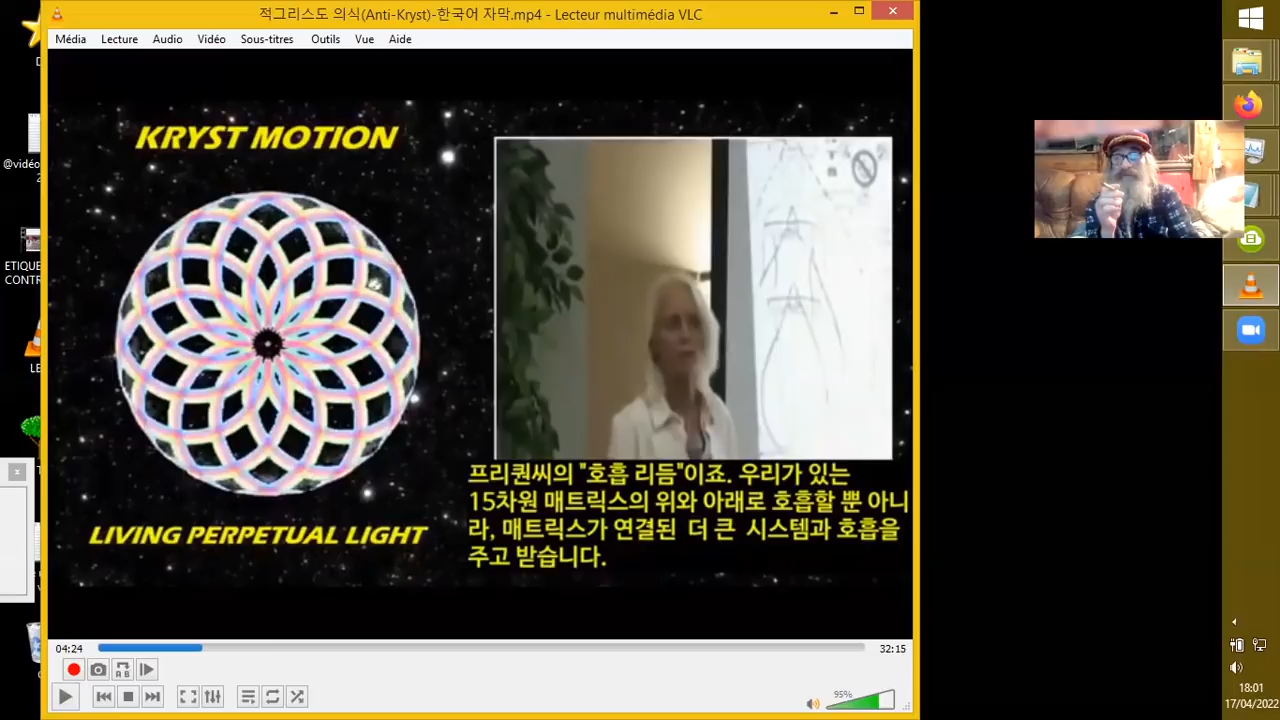 적그리스도 의식(Anti-Kryst)-한국어 자막.mp4 - Lecteur multimédia VLC
Média Lecture Audio Vidéo Sous-titres Outils Vue Aide
KRYST MOTION
LIVING PERPETUAL LIGHT
프리퀀씨의 "호흡 리듬"이죠. 우리가 있는
15차원 매트릭스의 위와 아래로 호흡할 뿐 아니
라, 매트릭스가 연결된 더 큰 시스템과 호흡을
주고 받습니다.
@vidéo
ETIQUE
CONTR
LE
04:24
32:15
95%
18:01
17/04/2022